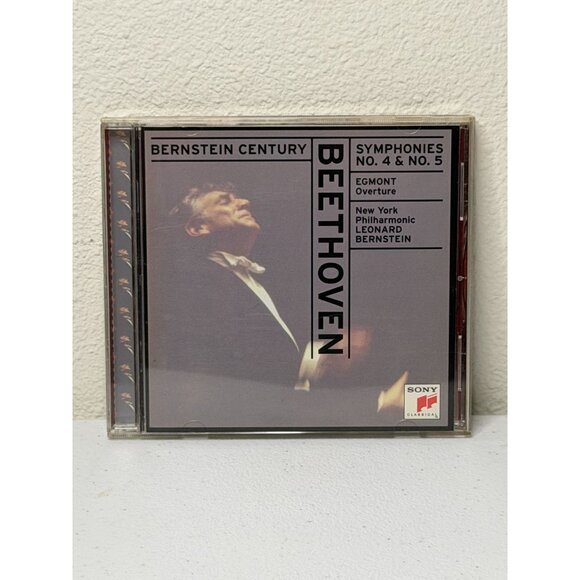 BERNSTEIN CENTURY
BEETHOVEN
SYMPHONIES
NO. 4 & NO. 5
EGMONT
Overture
New York
Philharmonic
LEONARD
BERNSTEIN
SONY
CLASSICAL